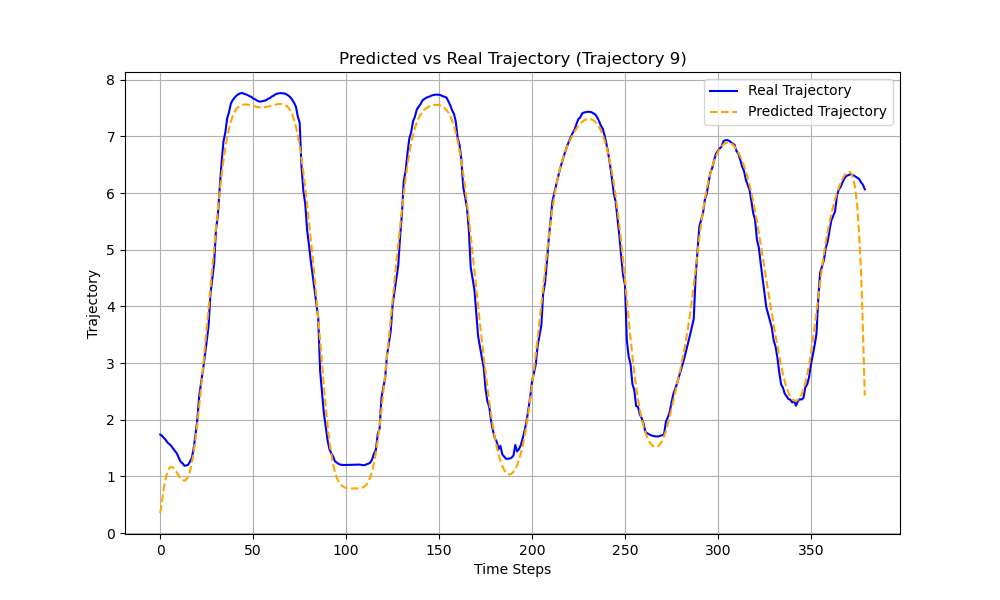 Predicted vs Real Trajectory (Trajectory 9)
Real Trajectory
Predicted Trajectory
Trajectory
8
7
6
5
4
3
2
1
0
0 50 100 150 200 250 300 350
Time Steps